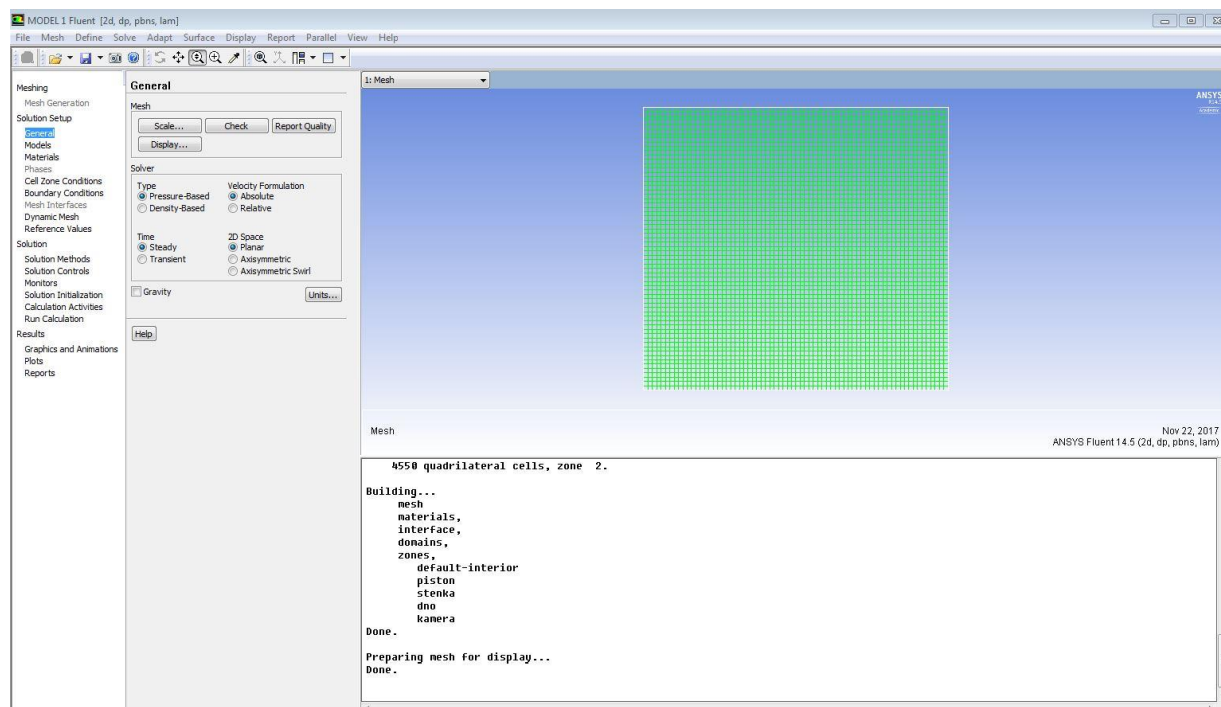 MODEL 1 Fluent [2d, dp, pbns, lam]
File Mesh Define Solve Adapt Surface Display Report Parallel View Help
Meshing
Mesh Generation
Solution Setup
General
Models
Materials
Phases
Cell Zone Conditions
Boundary Conditions
Mesh Interfaces
Dynamic Mesh
Reference Values
Solution
Solution Methods
Solution Controls
Monitors
Solution Initialization
Calculation Activities
Run Calculation
Results
Graphics and Animations
Plots
Reports
General
Mesh
Scale... Check Report Quality
Display...
Solver
Type Velocity Formulation
Pressure-Based Absolute
Density-Based Relative
Time 2D Space
Steady Planar
Transient Axisymmetric
Axisymmetric Swirl
Gravity Units...
Help
1: Mesh
ANSYS
Mesh
Nov 22, 2017
ANSYS Fluent 14.5 (2d, dp, pbns, lam)
4550 quadrilateral cells, zone 2.
Building...
mesh
materials,
interface,
domains,
zones,
default-interior
piston
stenka
dno
kamera
Done.
Preparing mesh for display...
Done.